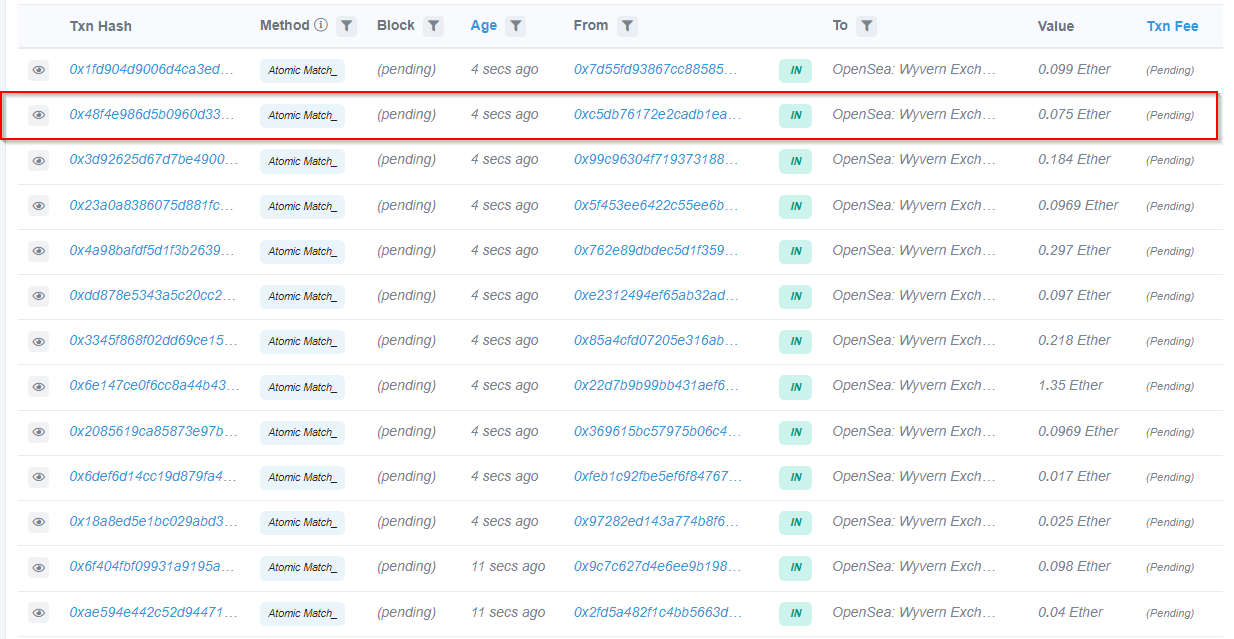 Txn Hash Method Block Age From To Value Txn Fee
0x1fd904d9006d4ca3ed... Atomic Match_ (pending) 4 secs ago 0x7d55fd93867cc88585... IN OpenSea: Wyvern Exch... 0.099 Ether (Pending)
0x48f4e986d5b0960d33... Atomic Match_ (pending) 4 secs ago 0xc5db76172e2cadb1ea... IN OpenSea: Wyvern Exch... 0.075 Ether (Pending)
0x3d92625d67d7be4900... Atomic Match_ (pending) 4 secs ago 0x99c96304f719373188... IN OpenSea: Wyvern Exch... 0.184 Ether (Pending)
0x23a0a8386075d881fc... Atomic Match_ (pending) 4 secs ago 0x5f453ee6422c55ee6b... IN OpenSea: Wyvern Exch... 0.0969 Ether (Pending)
0x4a98bafdf5d1f3b2639... Atomic Match_ (pending) 4 secs ago 0x762e89dbdec5d1f359... IN OpenSea: Wyvern Exch... 0.297 Ether (Pending)
0xdd878e5343a5c20cc2... Atomic Match_ (pending) 4 secs ago 0xe2312494ef65ab32ad... IN OpenSea: Wyvern Exch... 0.097 Ether (Pending)
0x3345f868f02dd69ce15... Atomic Match_ (pending) 4 secs ago 0x85a4cfd07205e316ab... IN OpenSea: Wyvern Exch... 0.218 Ether (Pending)
0x6e147ce0f6cc8a44b43... Atomic Match_ (pending) 4 secs ago 0x22d7b9b99bb431aef6... IN OpenSea: Wyvern Exch... 1.35 Ether (Pending)
0x2085619ca85873e97b... Atomic Match_ (pending) 4 secs ago 0x369615bc57975b06c4... IN OpenSea: Wyvern Exch... 0.0969 Ether (Pending)
0x6def6d14cc19d879fa4... Atomic Match_ (pending) 4 secs ago 0xfeb1c92fbe5ef6f84767... IN OpenSea: Wyvern Exch... 0.017 Ether (Pending)
0x18a8ed5e1bc029abd3... Atomic Match_ (pending) 4 secs ago 0x97282ed143a774b8f6... IN OpenSea: Wyvern Exch... 0.025 Ether (Pending)
0x6f404fbf09931a9195a... Atomic Match_ (pending) 11 secs ago 0x9c7c627d4e6ee9b198... IN OpenSea: Wyvern Exch... 0.098 Ether (Pending)
0xae594e442c52d94471... Atomic Match_ (pending) 11 secs ago 0x2fd5a482f1c4bb5663d... IN OpenSea: Wyvern Exch... 0.04 Ether (Pending)